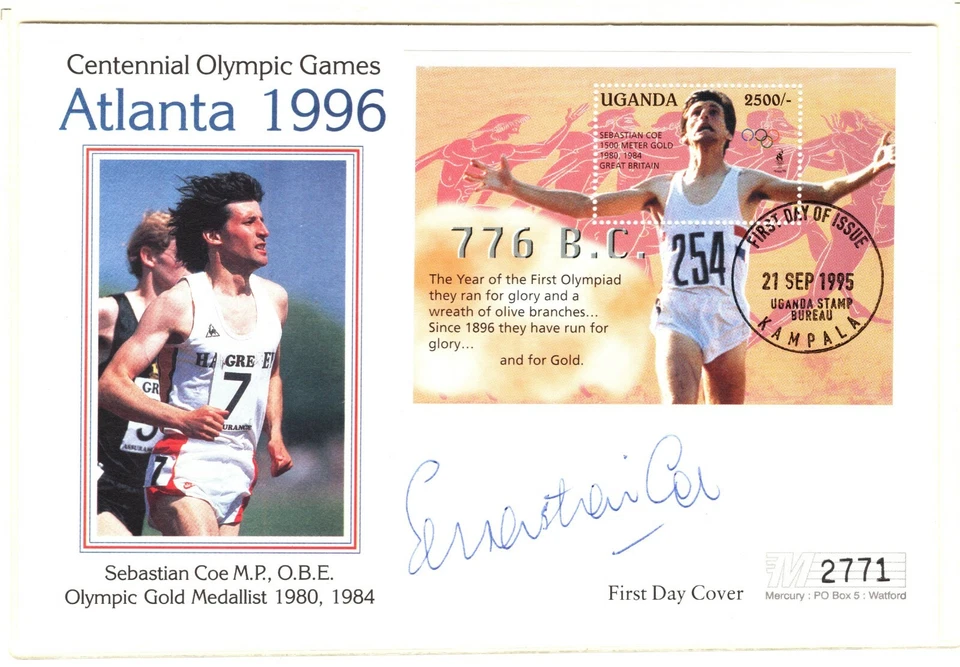 Centennial Olympic Games
Atlanta 1996
UGANDA 2500/-
SEBASTIAN COE
1500 METER GOLD
1980, 1984
GREAT BRITAIN
776 B.C.
The Year of the First Olympiad
they ran for glory and a
wreath of olive branches...
Since 1896 they have run for
glory...
and for Gold.
254
FIRST DAY OF ISSUE
21 SEP 1995
UGANDA STAMP
BUREAU
KAMPALA
GRE
7
7
Sebastian Coe M.P., O.B.E.
Olympic Gold Medallist 1980, 1984
Sebastian Coe
First Day Cover
M 2771
Mercury : PO Box 5 : Watford